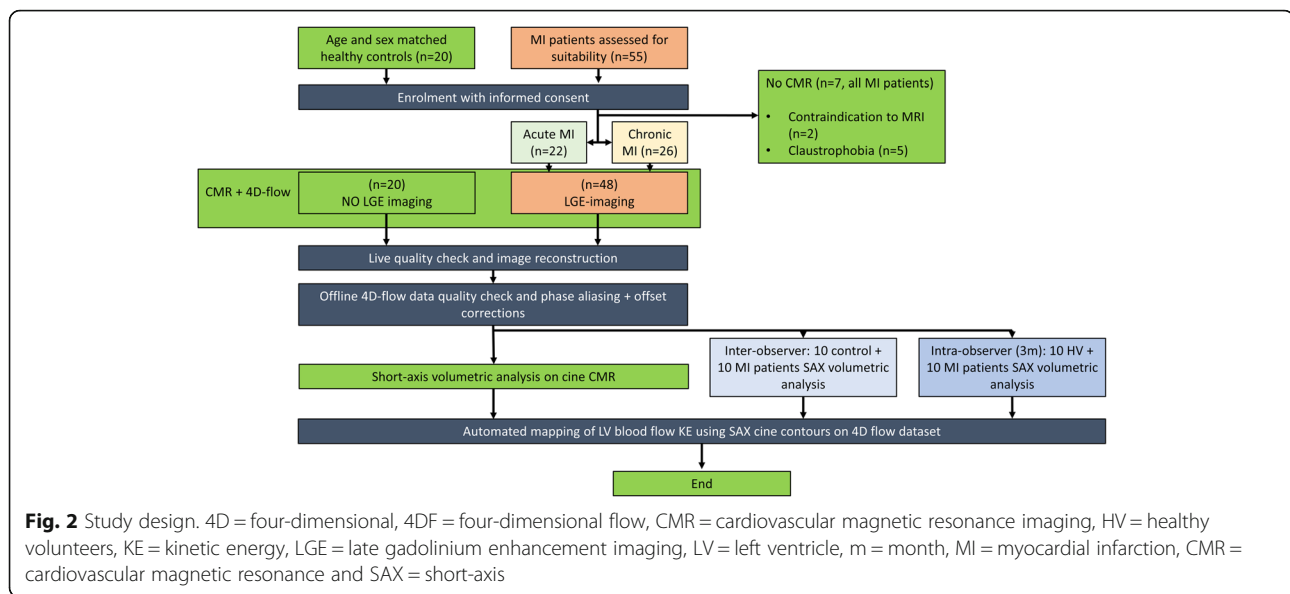 Age and sex matched
healthy controls (n=20)
MI patients assessed for
suitability (n=55)
Enrolment with informed consent
No CMR (n=7, all MI patients)
• Contraindication to MRI
(n=2)
• Claustrophobia (n=5)
Acute MI
(n=22)
Chronic
MI (n=26)
CMR + 4D-flow
(n=20)
NO LGE imaging
(n=48)
LGE-imaging
Live quality check and image reconstruction
Offline 4D-flow data quality check and phase aliasing + offset
corrections
Short-axis volumetric analysis on cine CMR
Inter-observer: 10 control +
10 MI patients SAX volumetric
analysis
Intra-observer (3m): 10 HV +
10 MI patients SAX volumetric
analysis
Automated mapping of LV blood flow KE using SAX cine contours on 4D flow dataset
End
Fig. 2 Study design. 4D = four-dimensional, 4DF = four-dimensional flow, CMR = cardiovascular magnetic resonance imaging, HV = healthy
volunteers, KE = kinetic energy, LGE = late gadolinium enhancement imaging, LV = left ventricle, m = month, MI = myocardial infarction, CMR =
cardiovascular magnetic resonance and SAX = short-axis